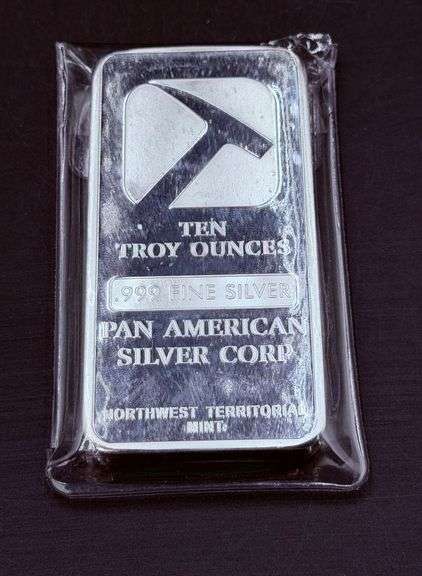 TEN
TROY OUNCES
.999 FINE SILVER
PAN AMERICAN
SILVER CORP
NORTHWEST TERRITORIAL
MINT.